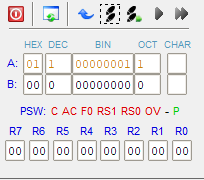 HEX DEC BIN OCT CHAR
A: 01 1 00000001 1
B: 00 0 00000000 0
PSW: C AC F0 RS1 RS0 OV - P
R7 R6 R5 R4 R3 R2 R1 R0
00 00 00 00 00 00 00 00